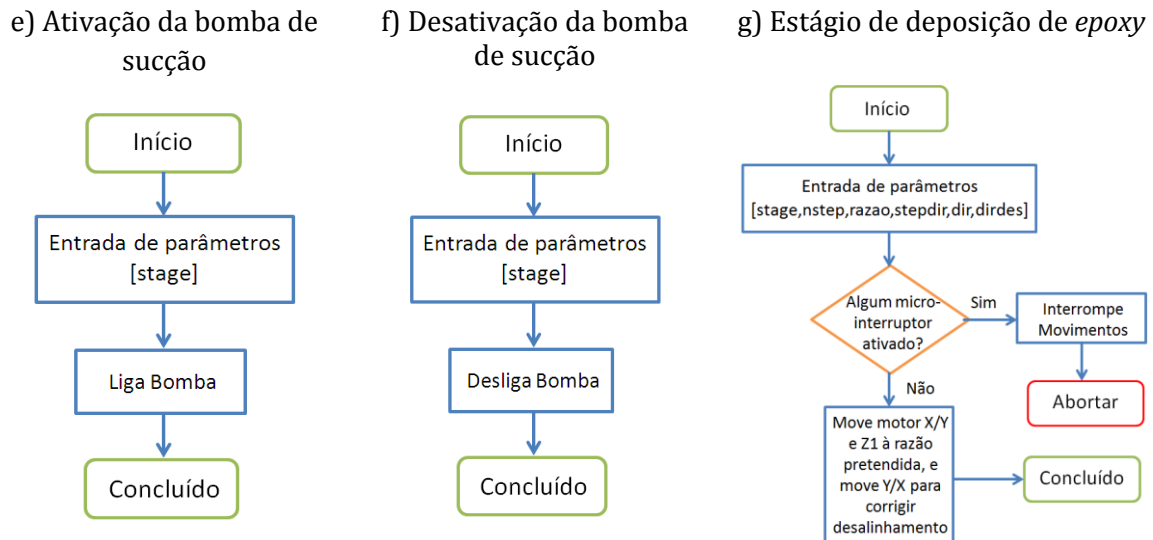 e) Ativação da bomba de
sucção
Início
Entrada de parâmetros
[stage]
Liga Bomba
Concluído
f) Desativação da bomba
de sucção
Início
Entrada de parâmetros
[stage]
Desliga Bomba
Concluído
g) Estágio de deposição de epoxy
Início
Entrada de parâmetros
[stage,nstep,razao,stepdir,dir,dirdes]
Algum micro-
interruptor
ativado?
Sim
Interrompe
Movimentos
Abortar
Não
Move motor X/Y
e Z1 à razão
pretendida, e
move Y/X para
corrigir
desalinhamento
Concluído